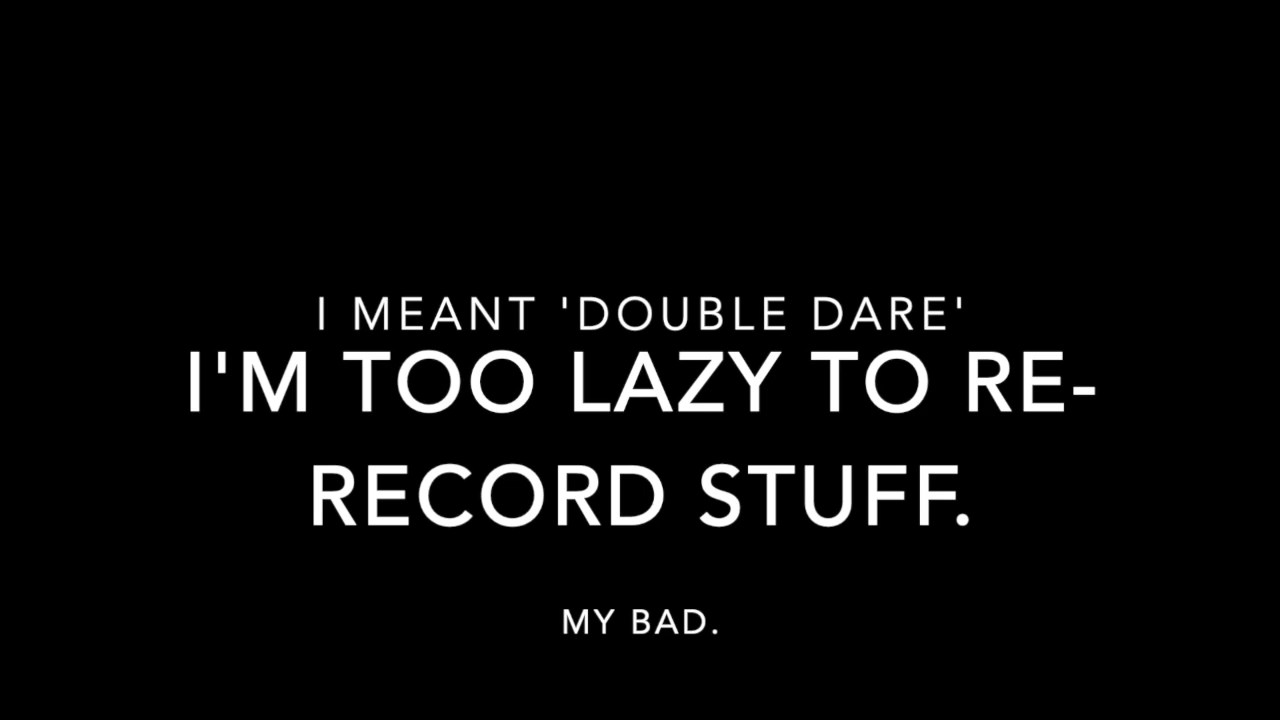 I MEANT 'DOUBLE DARE'
I'M TOO LAZY TO RE-
RECORD STUFF.
MY BAD.